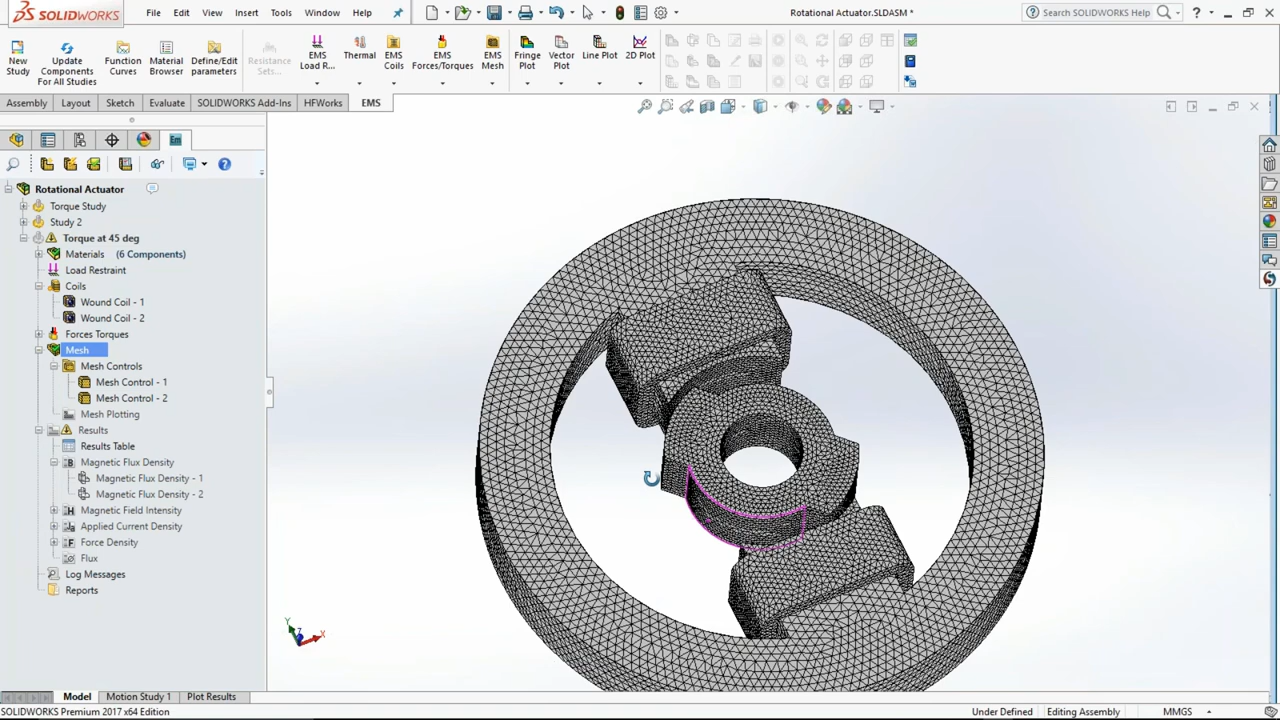 SOLIDWORKS File Edit View Insert Tools Window Help Rotational Actuator.SLDASM * Search SOLIDWORKS Help
New Study
Update Components For All Studies
Function Curves
Material Browser
Define/Edit parameters
Resistance Sets...
EMS Load R...
Thermal
EMS Coils
EMS Forces/Torques
EMS Mesh
Fringe Plot
Vector Plot
Line Plot
2D Plot
Assembly Layout Sketch Evaluate SOLIDWORKS Add-Ins HFWorks EMS
Rotational Actuator
Torque Study
Study 2
Torque at 45 deg
Materials (6 Components)
Load Restraint
Coils
Wound Coil - 1
Wound Coil - 2
Forces Torques
Mesh
Mesh Controls
Mesh Control - 1
Mesh Control - 2
Mesh Plotting
Results
Results Table
Magnetic Flux Density
Magnetic Flux Density - 1
Magnetic Flux Density - 2
Magnetic Field Intensity
Applied Current Density
Force Density
Flux
Log Messages
Reports
Y Z X
Model Motion Study 1 Plot Results
SOLIDWORKS Premium 2017 x64 Edition Under Defined Editing Assembly MMGS